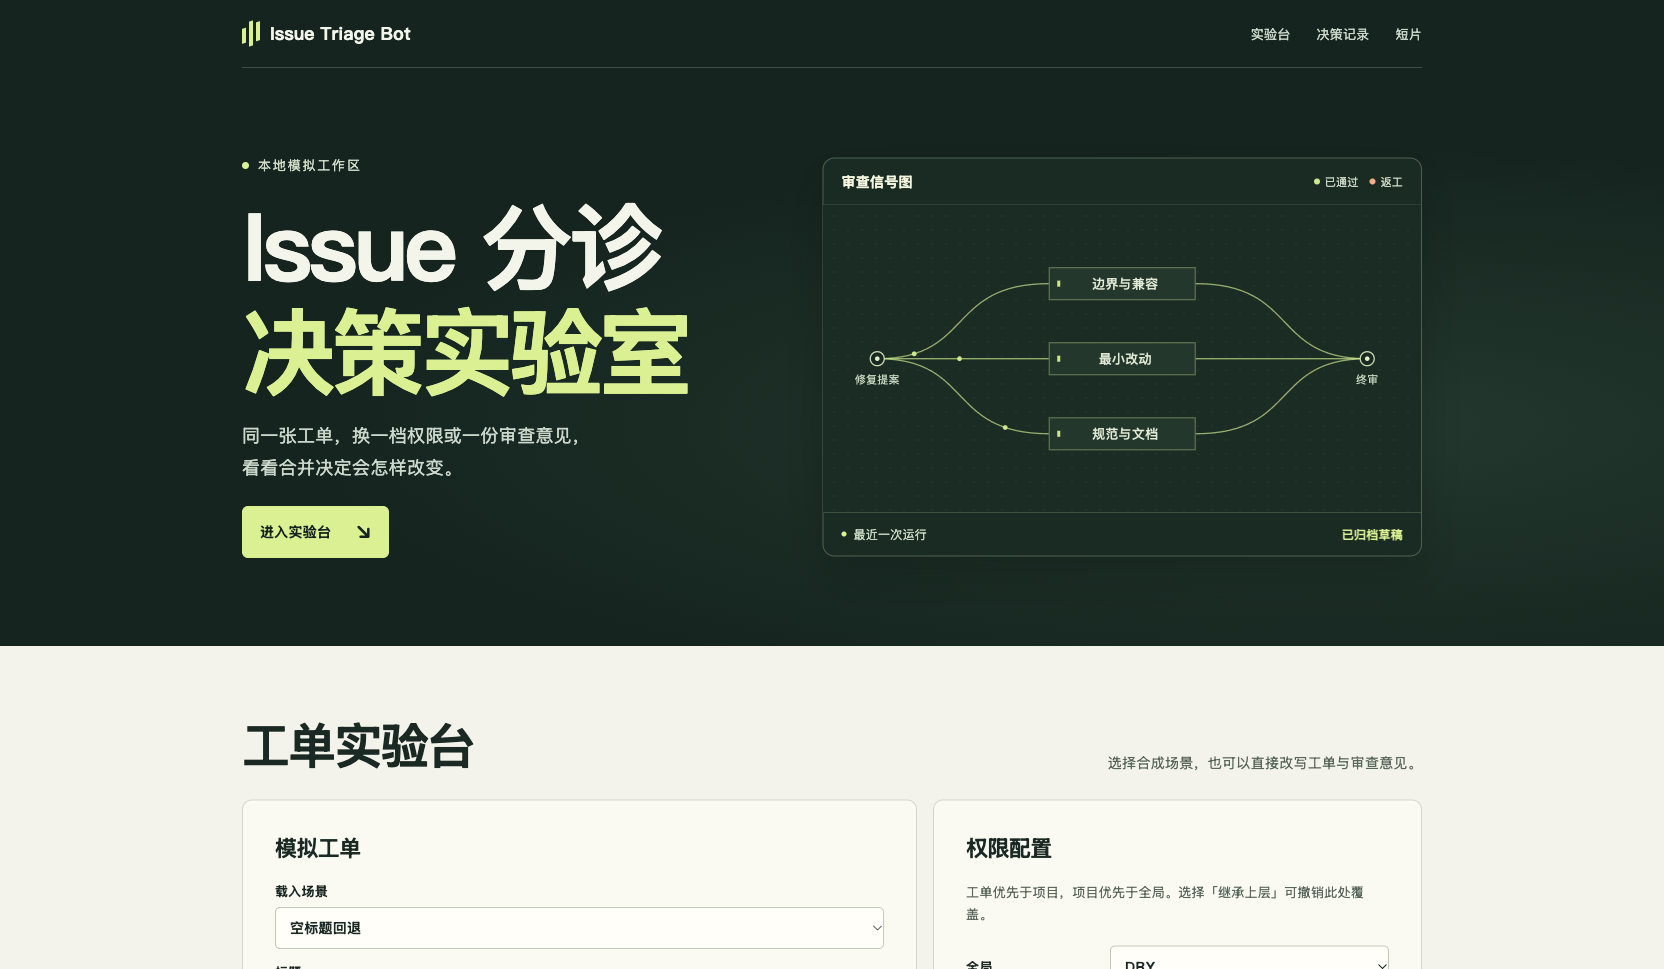 Issue Triage Bot
实验台 决策记录 短片
本地模拟工作区
Issue 分诊
决策实验室
同一张工单，换一档权限或一份审查意见，
看看合并决定会怎样改变。
进入实验台
审查信号图
已通过 返工
边界与兼容
最小改动
规范与文档
修复提案
终审
最近一次运行
已归档草稿
工单实验台
选择合成场景，也可以直接改写工单与审查意见。
模拟工单
载入场景
空标题回退
标题
权限配置
工单优先于项目，项目优先于全局。选择「继承上层」可撤销此处覆
盖。
全局
DRY